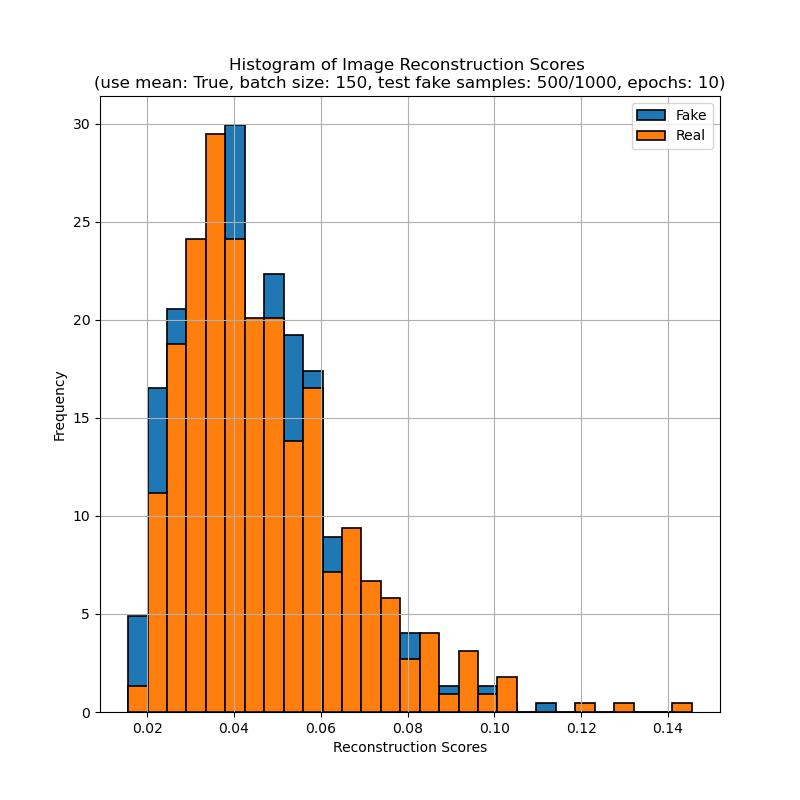 Histogram of Image Reconstruction Scores
(use mean: True, batch size: 150, test fake samples: 500/1000, epochs: 10)
Fake
Real
30
25
20
15
10
5
0
Frequency
0.02 0.04 0.06 0.08 0.10 0.12 0.14
Reconstruction Scores